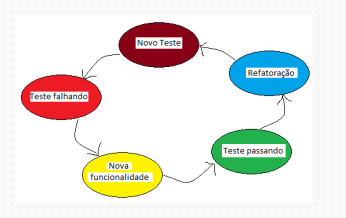 Novo Teste
Refatoração
Teste falhando
Teste passando
Nova
funcionalidade